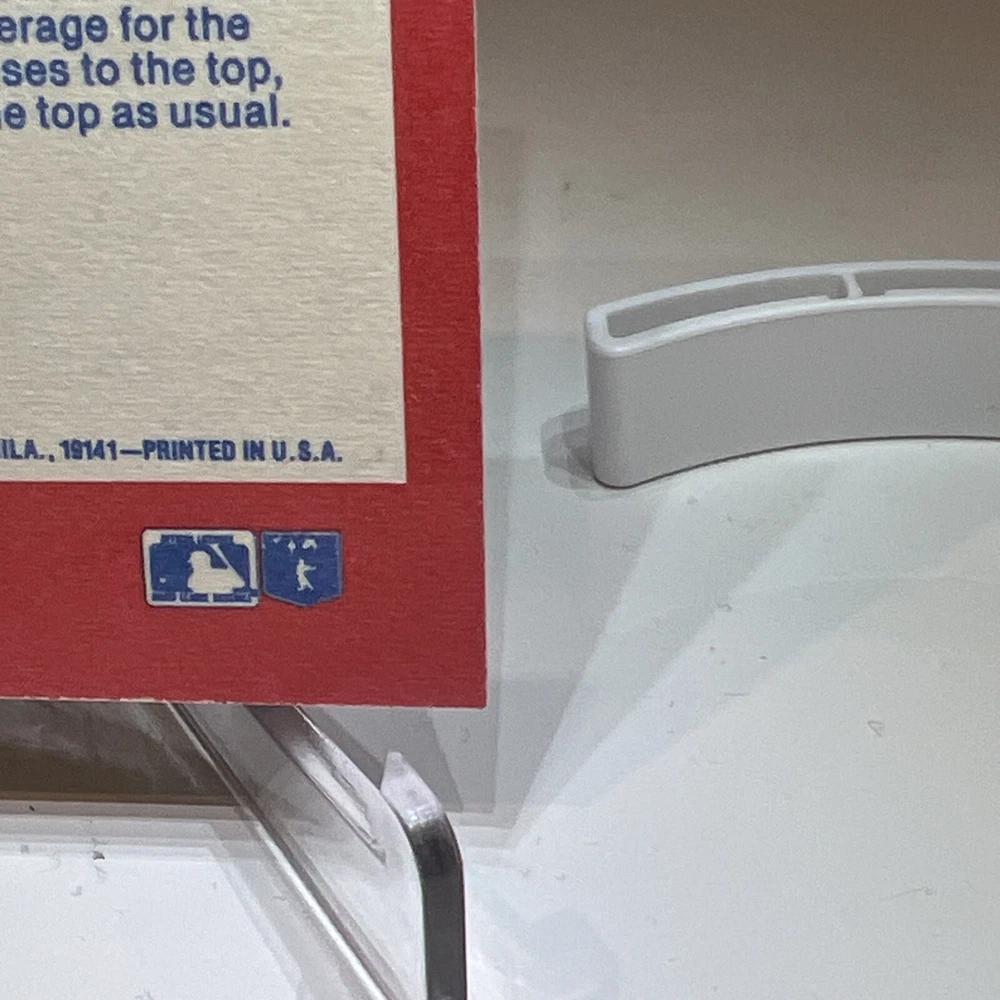 erage for the
ses to the top,
e top as usual.
ILA., 19141—PRINTED IN U.S.A.